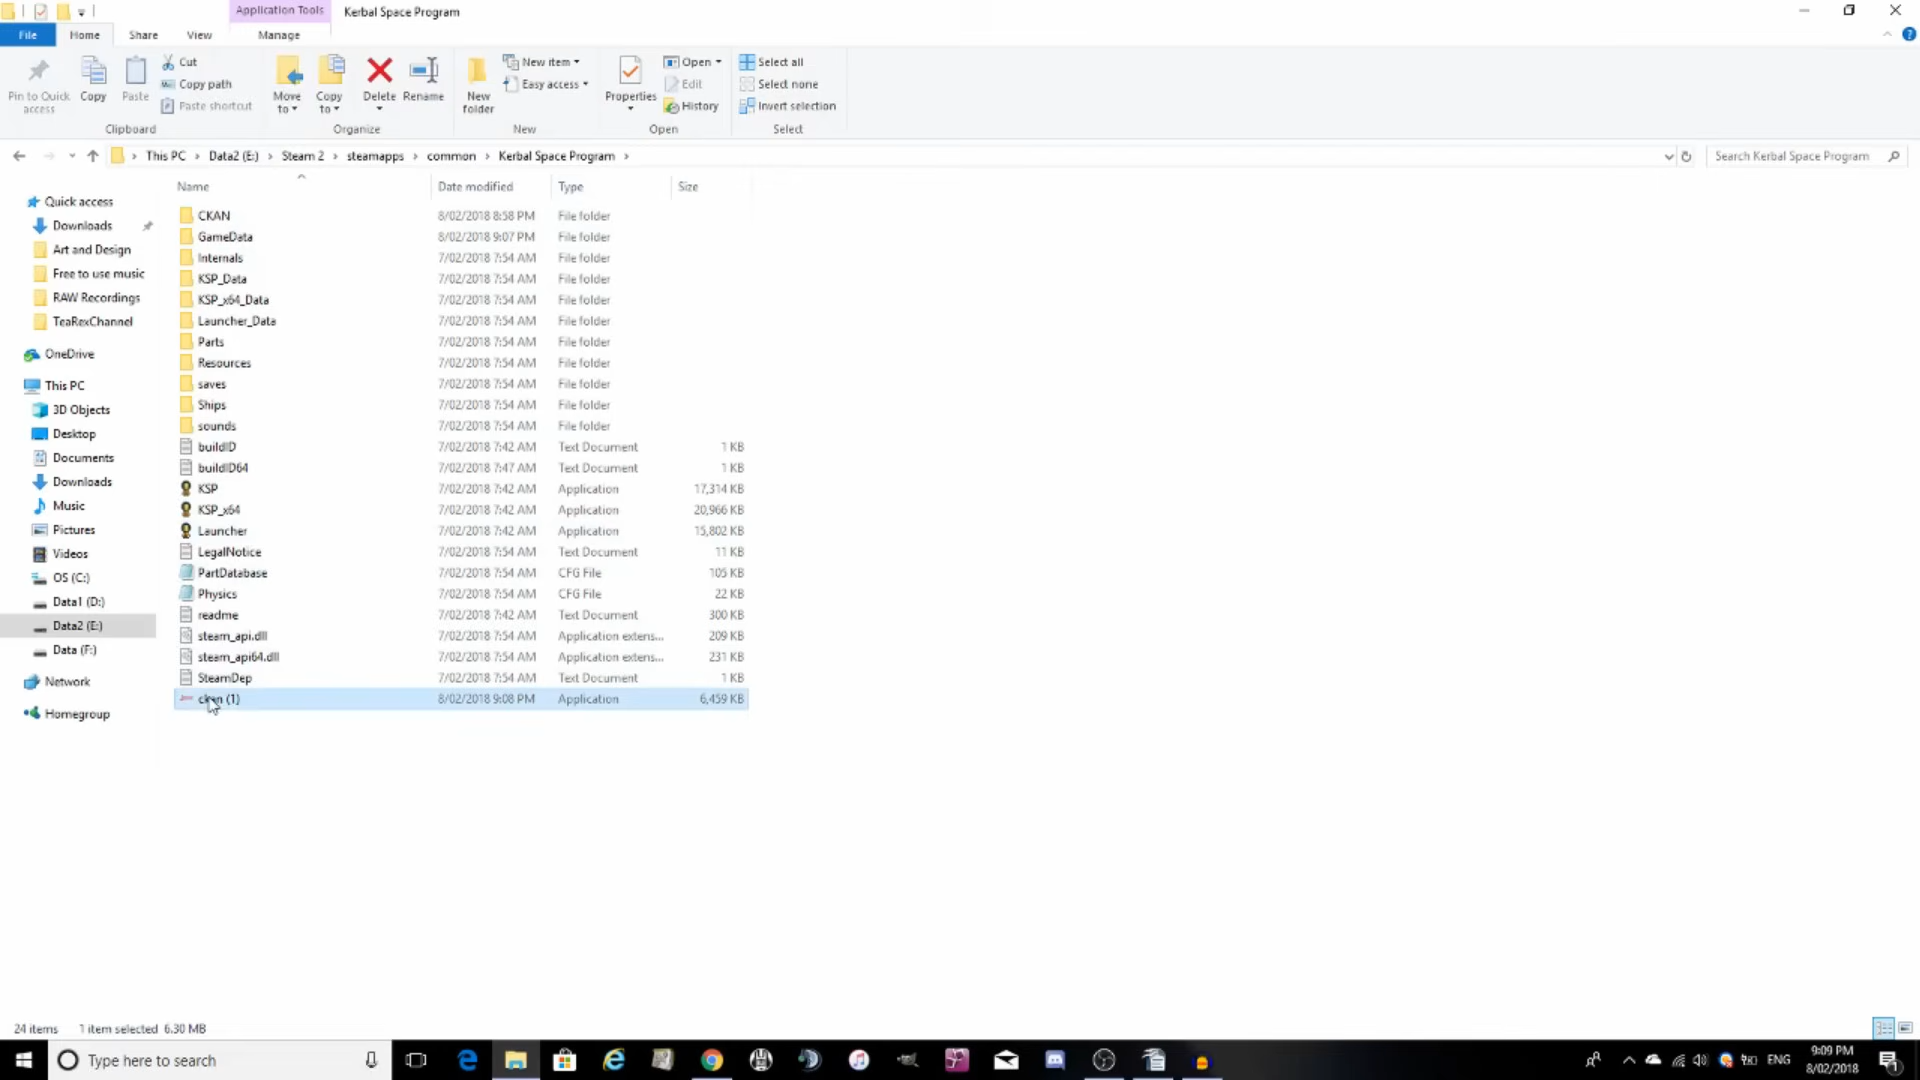 Application Tools Kerbal Space Program
File Home Share View Manage
Pin to Quick access
Copy
Paste
Cut
Copy path
Paste shortcut
Clipboard
Move to
Copy to
Delete
Rename
Organize
New folder
New item
Easy access
New
Properties
Open
Edit
History
Open
Select all
Select none
Invert selection
Select
This PC Data2 (E:) Steam 2 steamapps common Kerbal Space Program
Search Kerbal Space Program
Quick access
Downloads
Art and Design
Free to use music
RAW Recordings
TeaRexChannel
OneDrive
This PC
3D Objects
Desktop
Documents
Downloads
Music
Pictures
Videos
OS (C:)
Data1 (D:)
Data2 (E:)
Data (F:)
Network
Homegroup
Name Date modified Type Size
CKAN 8/02/2018 8:58 PM File folder
GameData 8/02/2018 9:07 PM File folder
Internals 7/02/2018 7:54 AM File folder
KSP_Data 7/02/2018 7:54 AM File folder
KSP_x64_Data 7/02/2018 7:54 AM File folder
Launcher_Data 7/02/2018 7:54 AM File folder
Parts 7/02/2018 7:54 AM File folder
Resources 7/02/2018 7:54 AM File folder
saves 7/02/2018 7:54 AM File folder
Ships 7/02/2018 7:54 AM File folder
sounds 7/02/2018 7:54 AM File folder
buildID 7/02/2018 7:42 AM Text Document 1 KB
buildID64 7/02/2018 7:47 AM Text Document 1 KB
KSP 7/02/2018 7:42 AM Application 17,314 KB
KSP_x64 7/02/2018 7:42 AM Application 20,966 KB
Launcher 7/02/2018 7:42 AM Application 15,802 KB
LegalNotice 7/02/2018 7:54 AM Text Document 11 KB
PartDatabase 7/02/2018 7:54 AM CFG File 105 KB
Physics 7/02/2018 7:54 AM CFG File 22 KB
readme 7/02/2018 7:42 AM Text Document 300 KB
steam_api.dll 7/02/2018 7:54 AM Application extens... 209 KB
steam_api64.dll 7/02/2018 7:54 AM Application extens... 231 KB
SteamDep 7/02/2018 7:54 AM Text Document 1 KB
ckan (1) 8/02/2018 9:08 PM Application 6,459 KB
24 items 1 item selected 6.30 MB
Type here to search
ENG
9:09 PM
8/02/2018